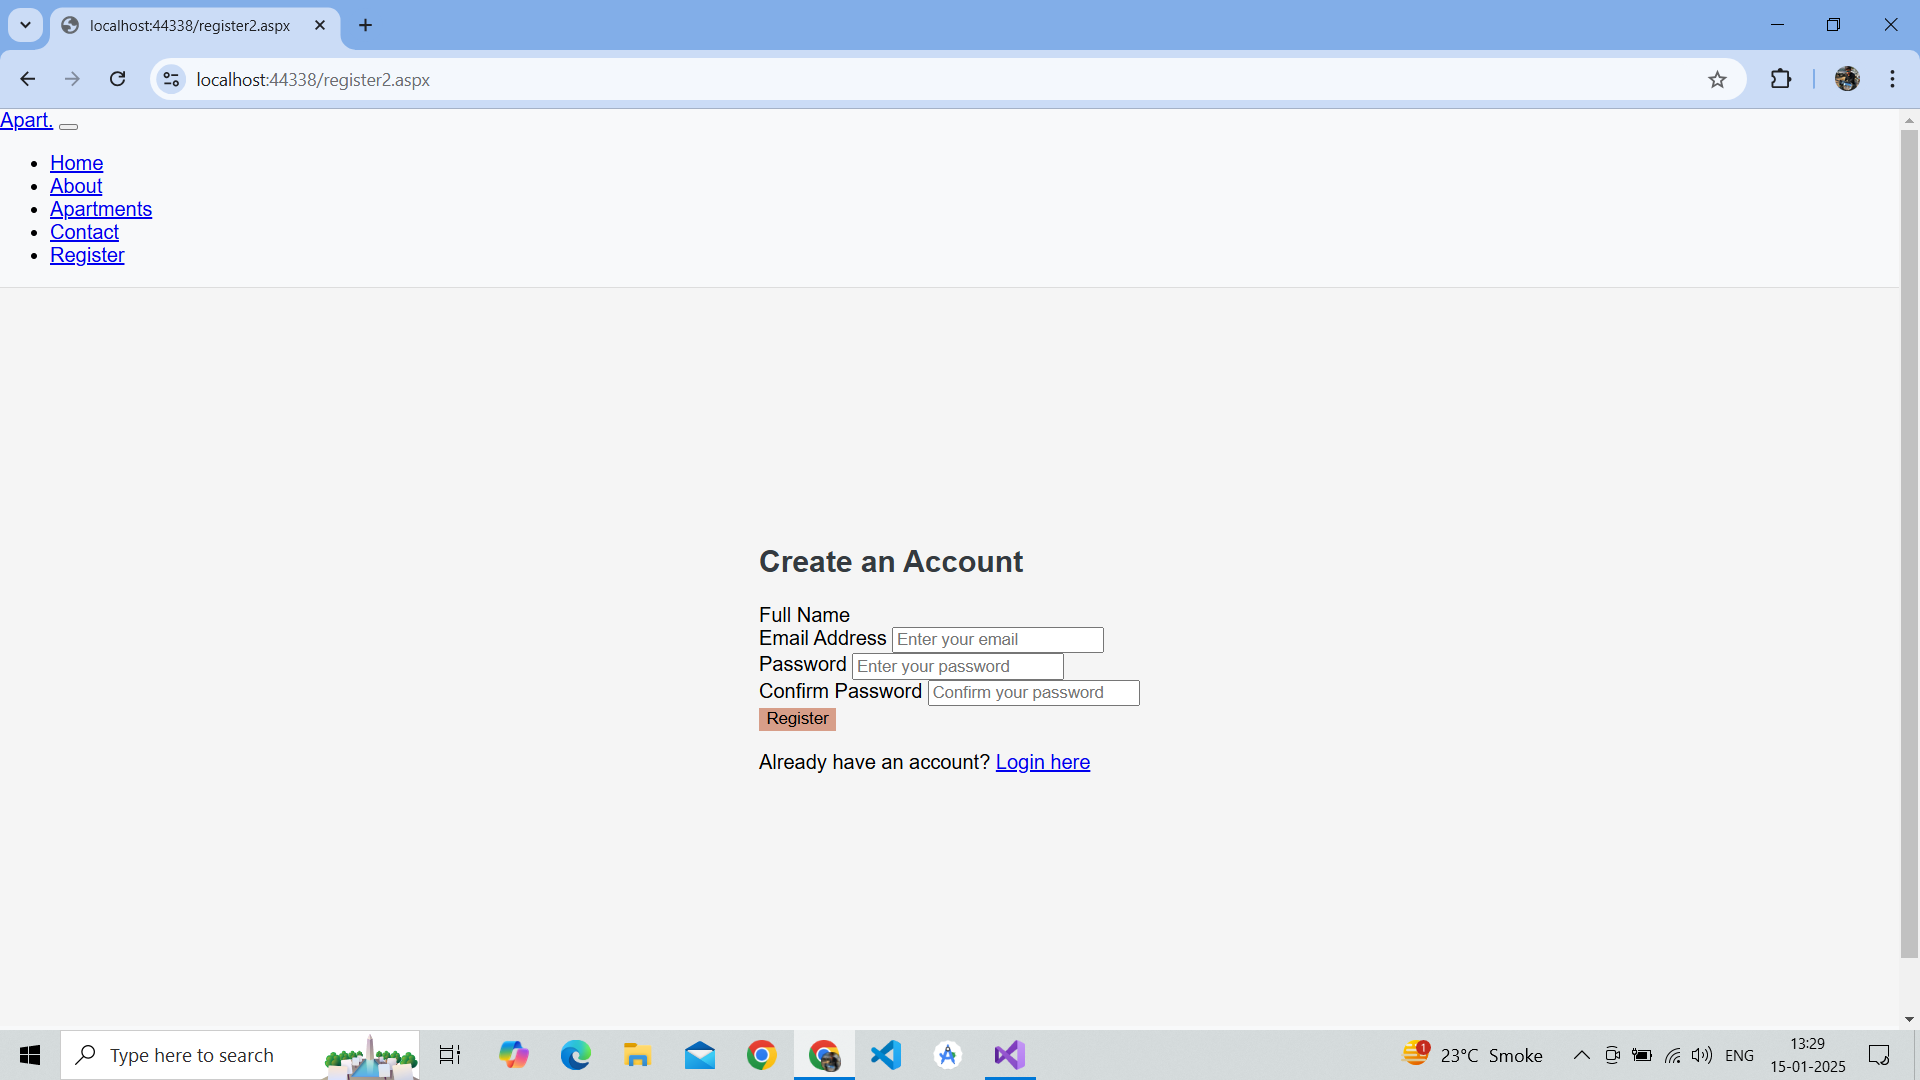 localhost:44338/register2.aspx
localhost:44338/register2.aspx
Apart.
Home
About
Apartments
Contact
Register
Create an Account
Full Name
Email Address Enter your email
Password Enter your password
Confirm Password Confirm your password
Register
Already have an account? Login here
Type here to search
1
23°C Smoke
ENG
13:29
15-01-2025